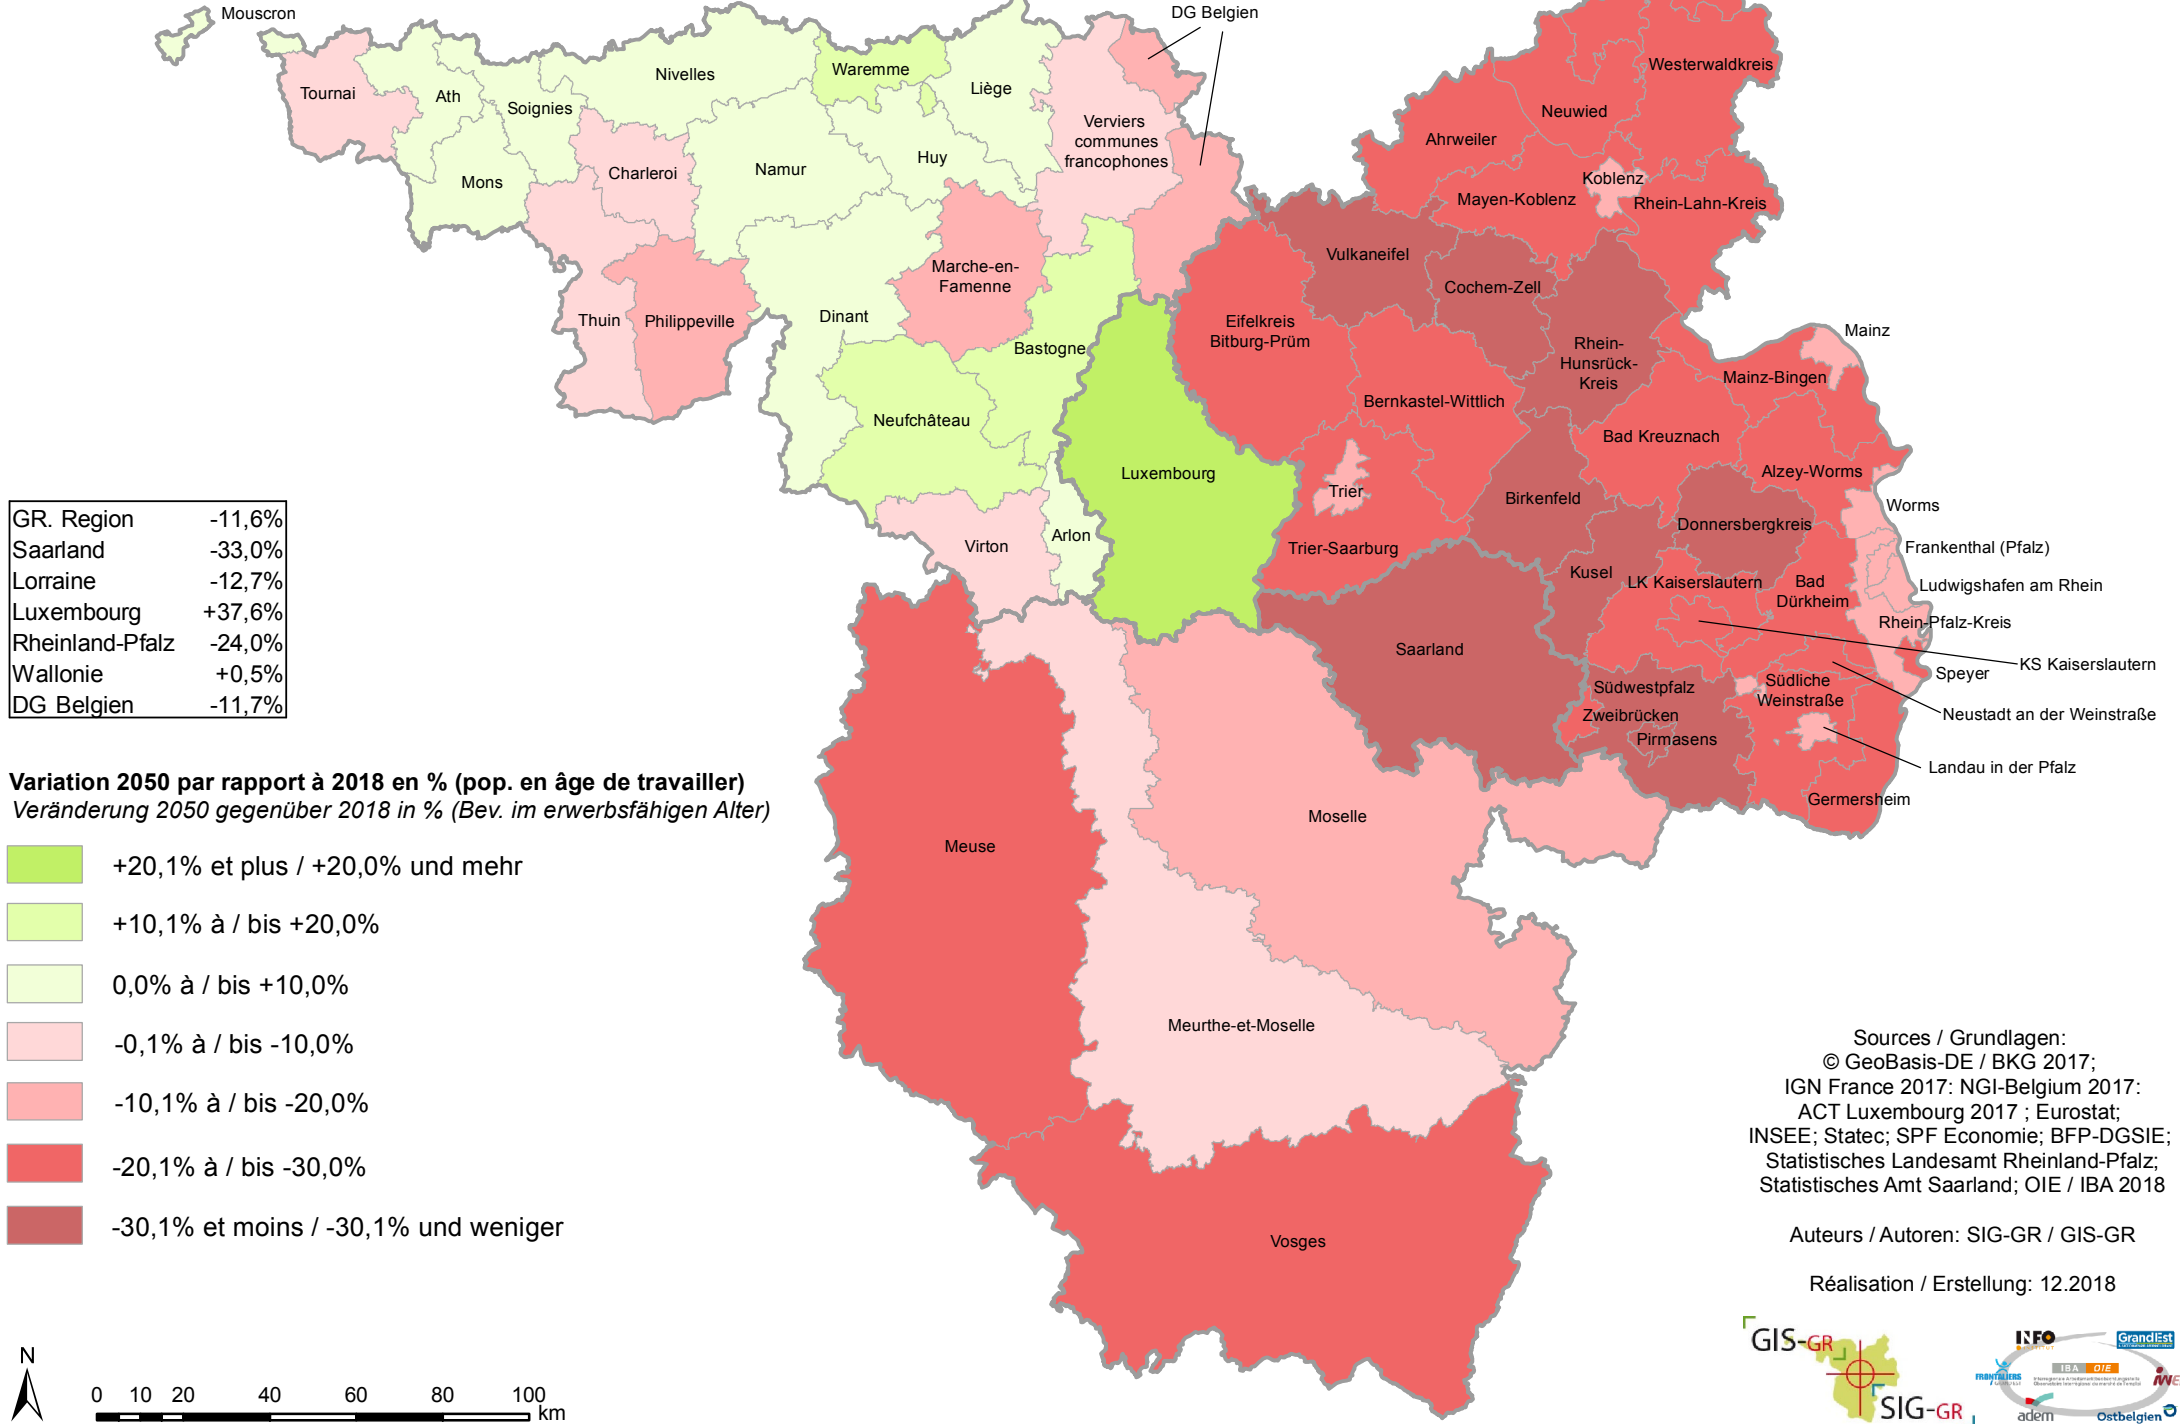 Mouscron
DG Belgien
Westerwaldkreis
Nivelles
Waremme
Liège
Tournai
Ath
Soignies
Neuwied
Verviers
communes
francophones
Ahrweiler
Huy
Charleroi
Namur
Mons
Koblenz
Mayen-Koblenz
Rhein-Lahn-Kreis
Vulkaneifel
Marche-en-
Famenne
Cochem-Zell
Thuin
Philippeville
Dinant
Eifelkreis
Bitburg-Prüm
Mainz
Bastogne
Rhein-
Hunsrück-
Kreis
Mainz-Bingen
Bernkastel-Wittlich
Neufchâteau
Bad Kreuznach
Luxembourg
Alzey-Worms
Trier
Birkenfeld
Worms
Donnersbergkreis
Virton
Arlon
Trier-Saarburg
Frankenthal (Pfalz)
Kusel
LK Kaiserslautern
Bad
Dürkheim
Ludwigshafen am Rhein
Rhein-Pfalz-Kreis
Saarland
KS Kaiserslautern
Speyer
Südwestpfalz
Südliche
Weinstraße
Zweibrücken
Neustadt an der Weinstraße
Pirmasens
Landau in der Pfalz
Germersheim
Moselle
Meuse
Meurthe-et-Moselle
Vosges
GR. Region -11,6%
Saarland -33,0%
Lorraine -12,7%
Luxembourg +37,6%
Rheinland-Pfalz -24,0%
Wallonie +0,5%
DG Belgien -11,7%
Variation 2050 par rapport à 2018 en % (pop. en âge de travailler)
Veränderung 2050 gegenüber 2018 in % (Bev. im erwerbsfähigen Alter)
+20,1% et plus / +20,0% und mehr
+10,1% à / bis +20,0%
0,0% à / bis +10,0%
-0,1% à / bis -10,0%
-10,1% à / bis -20,0%
-20,1% à / bis -30,0%
-30,1% et moins / -30,1% und weniger
N
0 10 20 40 60 80 100
km
Sources / Grundlagen:
© GeoBasis-DE / BKG 2017;
IGN France 2017: NGI-Belgium 2017:
ACT Luxembourg 2017 ; Eurostat;
INSEE; Statec; SPF Economie; BFP-DGSIE;
Statistisches Landesamt Rheinland-Pfalz;
Statistisches Amt Saarland; OIE / IBA 2018
Auteurs / Autoren: SIG-GR / GIS-GR
Réalisation / Erstellung: 12.2018
GIS-GR
SIG-GR
INFO
INSTITUT
GrandEst
IBA OIE
FRONTALIERS
adem
Ostbelgien